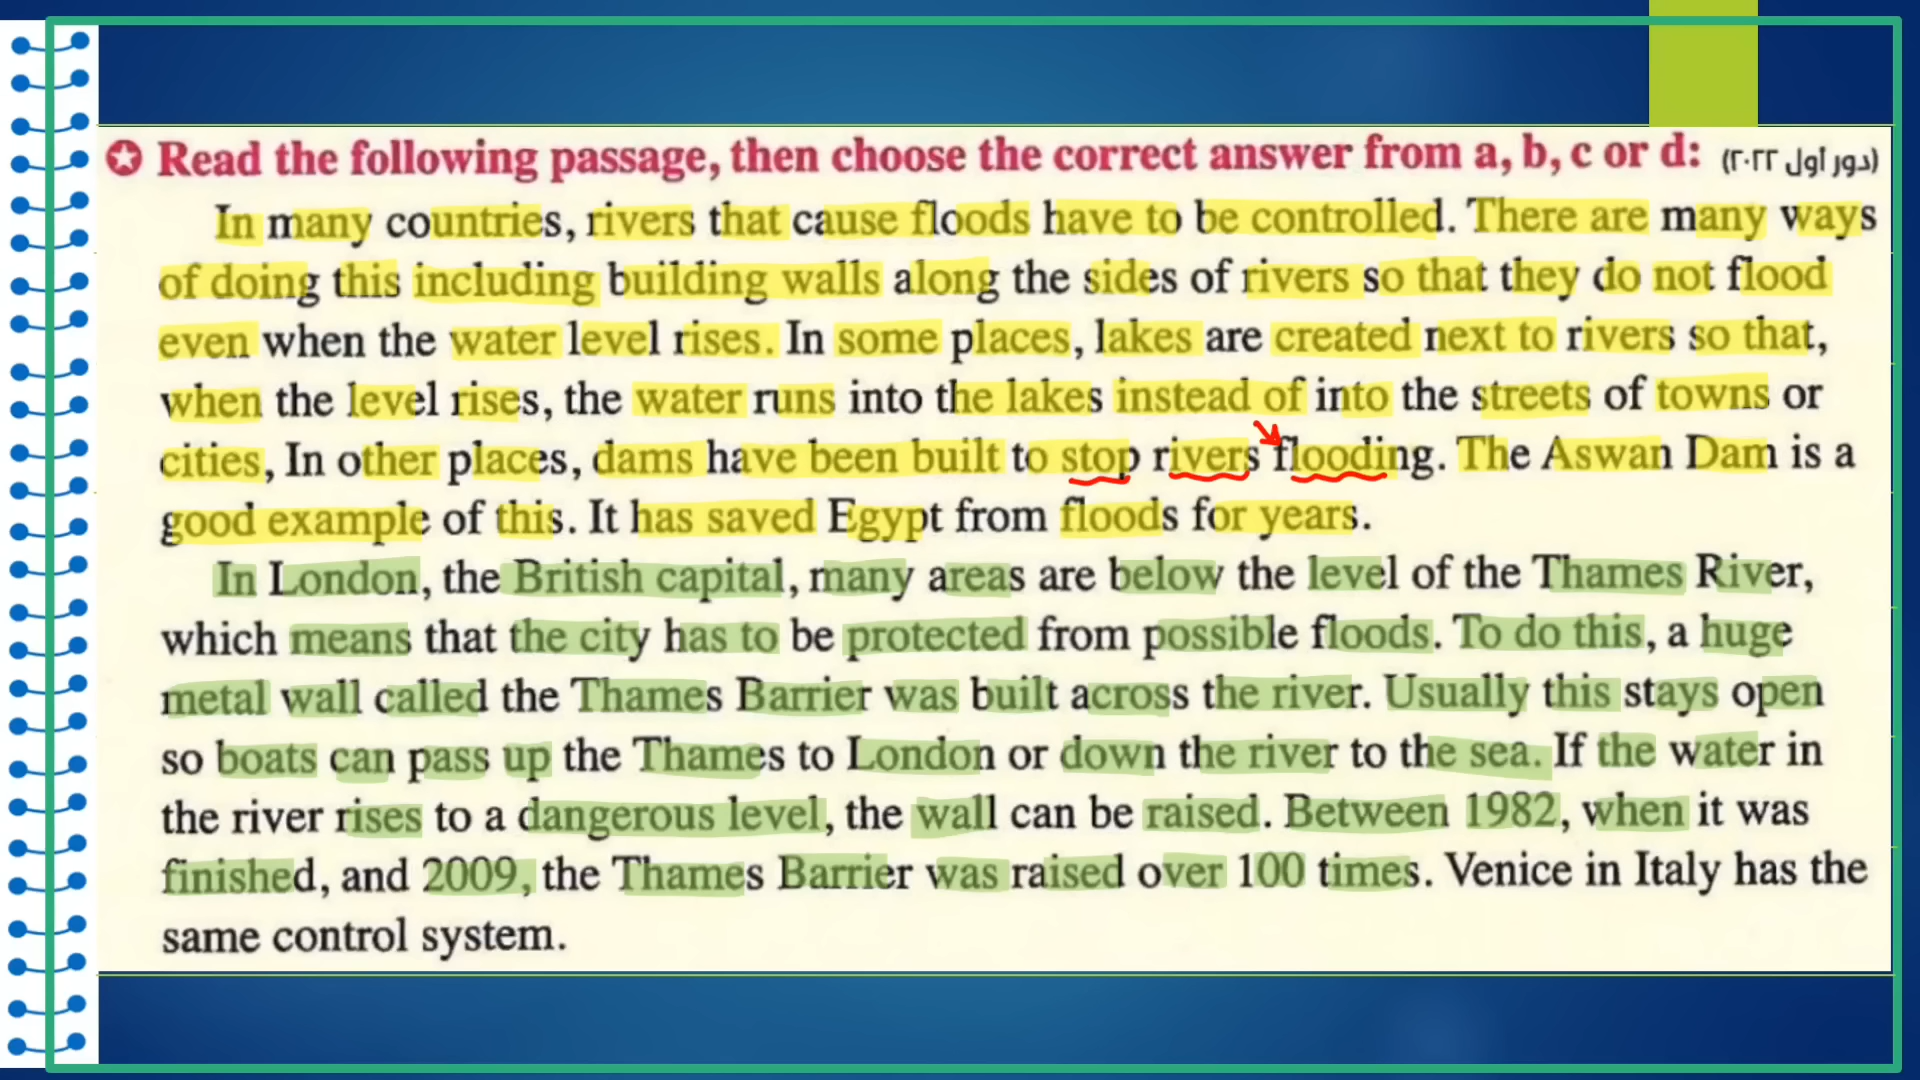 Read the following passage, then choose the correct answer from a, b, c or d: (دور أول ٢٠٢٢)
In many countries, rivers that cause floods have to be controlled. There are many ways
of doing this including building walls along the sides of rivers so that they do not flood
even when the water level rises. In some places, lakes are created next to rivers so that,
when the level rises, the water runs into the lakes instead of into the streets of towns or
cities, In other places, dams have been built to stop rivers flooding. The Aswan Dam is a
good example of this. It has saved Egypt from floods for years.
In London, the British capital, many areas are below the level of the Thames River,
which means that the city has to be protected from possible floods. To do this, a huge
metal wall called the Thames Barrier was built across the river. Usually this stays open
so boats can pass up the Thames to London or down the river to the sea. If the water in
the river rises to a dangerous level, the wall can be raised. Between 1982, when it was
finished, and 2009, the Thames Barrier was raised over 100 times. Venice in Italy has the
same control system.